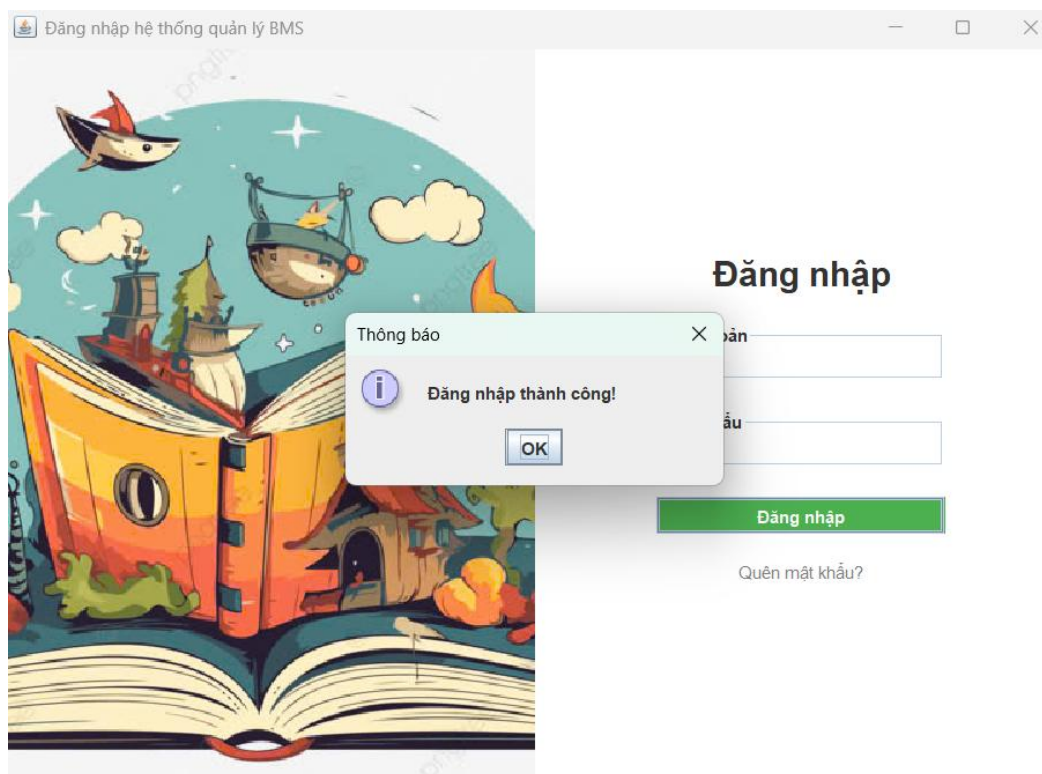 Đăng nhập hệ thống quản lý BMS
Đăng nhập
Thông báo
Đăng nhập thành công!
OK
Đăng nhập
Quên mật khẩu?